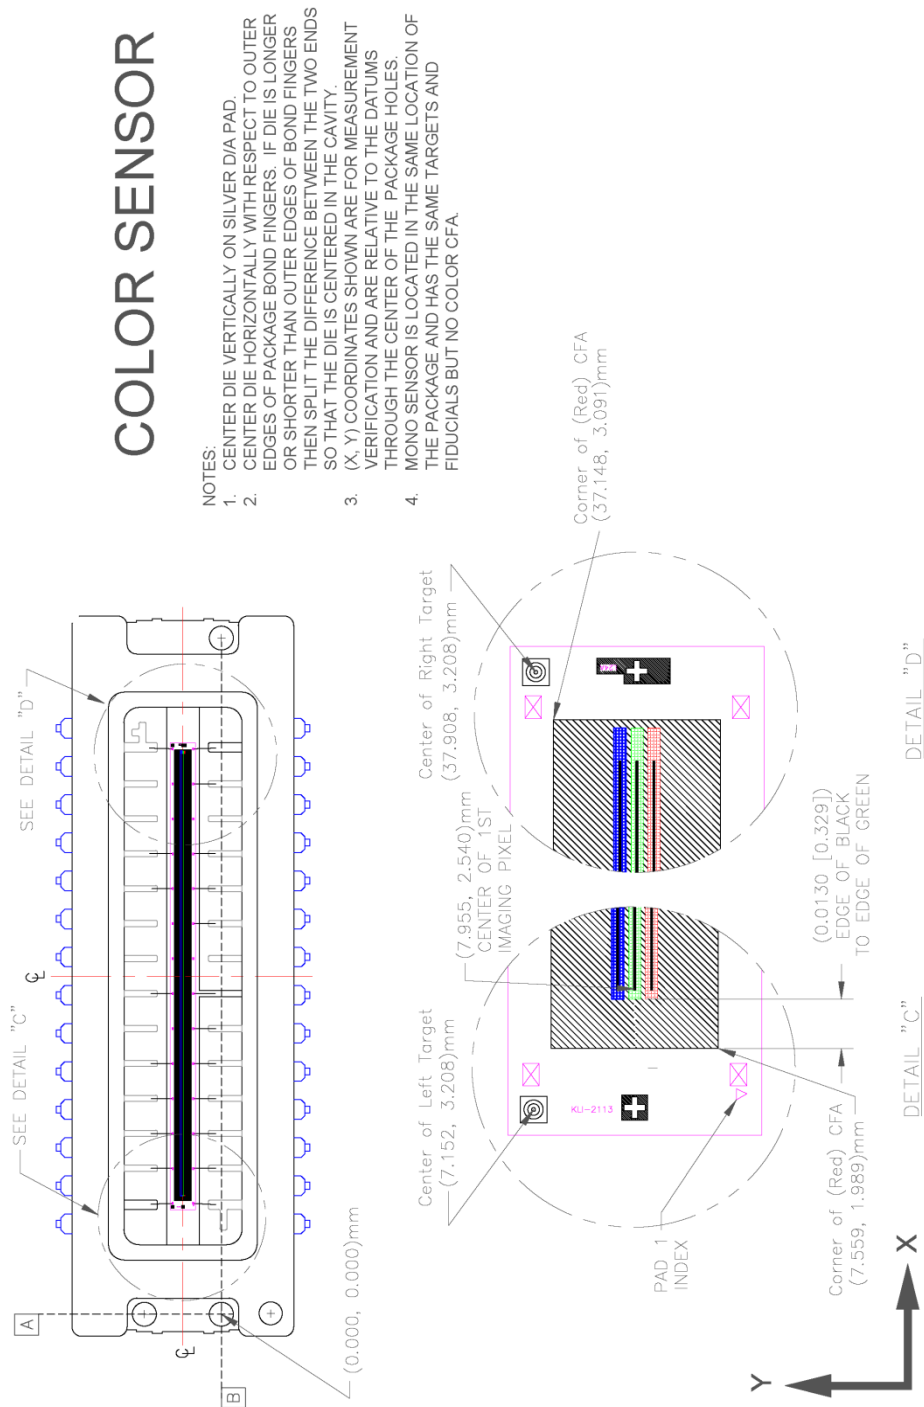 COLOR SENSOR
NOTES:
1. CENTER DIE VERTICALLY ON SILVER D/A PAD.
2. CENTER DIE HORIZONTALLY WITH RESPECT TO OUTER
EDGES OF PACKAGE BOND FINGERS. IF DIE IS LONGER
OR SHORTER THAN OUTER EDGES OF BOND FINGERS
THEN SPLIT THE DIFFERENCE BETWEEN THE TWO ENDS
SO THAT THE DIE IS CENTERED IN THE CAVITY.
3. (X, Y) COORDINATES SHOWN ARE FOR MEASUREMENT
VERIFICATION AND ARE RELATIVE TO THE DATUMS
THROUGH THE CENTER OF THE PACKAGE HOLES.
4. MONO SENSOR IS LOCATED IN THE SAME LOCATION OF
THE PACKAGE AND HAS THE SAME TARGETS AND
FIDUCIALS BUT NO COLOR CFA.
SEE DETAIL "C"
SEE DETAIL "D"
A
B
(0.000, 0.000)mm
Center of Left Target
(7.152, 3.208)mm
(7.955, 2.540)mm
CENTER OF 1ST
IMAGING PIXEL
Center of Right Target
(37.908, 3.208)mm
Corner of (Red) CFA
(37.148, 3.091)mm
KLI-2113
PAD 1
INDEX
Corner of (Red) CFA
(7.559, 1.989)mm
(0.0130 [0.329])
EDGE OF BLACK
TO EDGE OF GREEN
DETAIL "C"
DETAIL "D"
Y
X